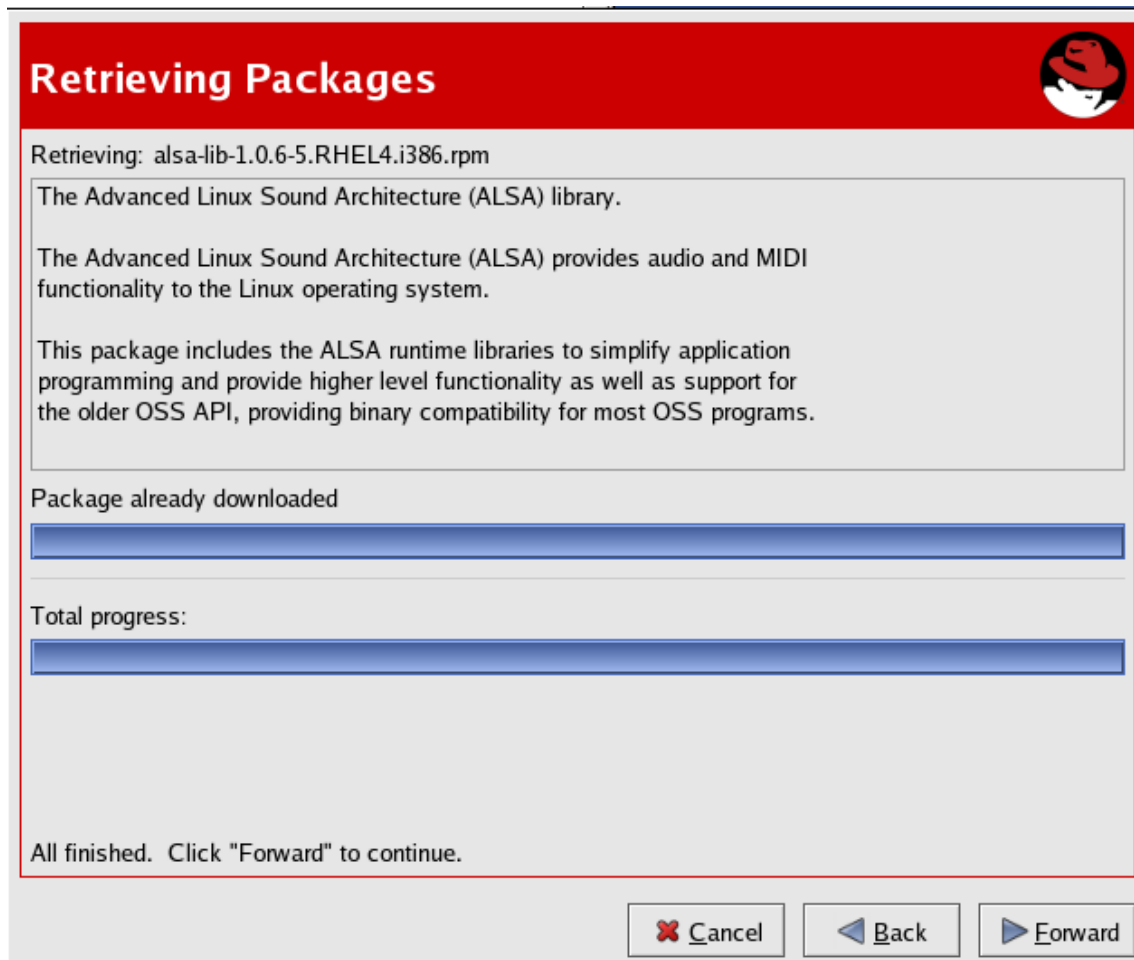 Retrieving Packages
Retrieving: alsa-lib-1.0.6-5.RHEL4.i386.rpm
The Advanced Linux Sound Architecture (ALSA) library.
The Advanced Linux Sound Architecture (ALSA) provides audio and MIDI
functionality to the Linux operating system.
This package includes the ALSA runtime libraries to simplify application
programming and provide higher level functionality as well as support for
the older OSS API, providing binary compatibility for most OSS programs.
Package already downloaded
Total progress:
All finished.  Click "Forward" to continue.
Cancel
Back
Forward